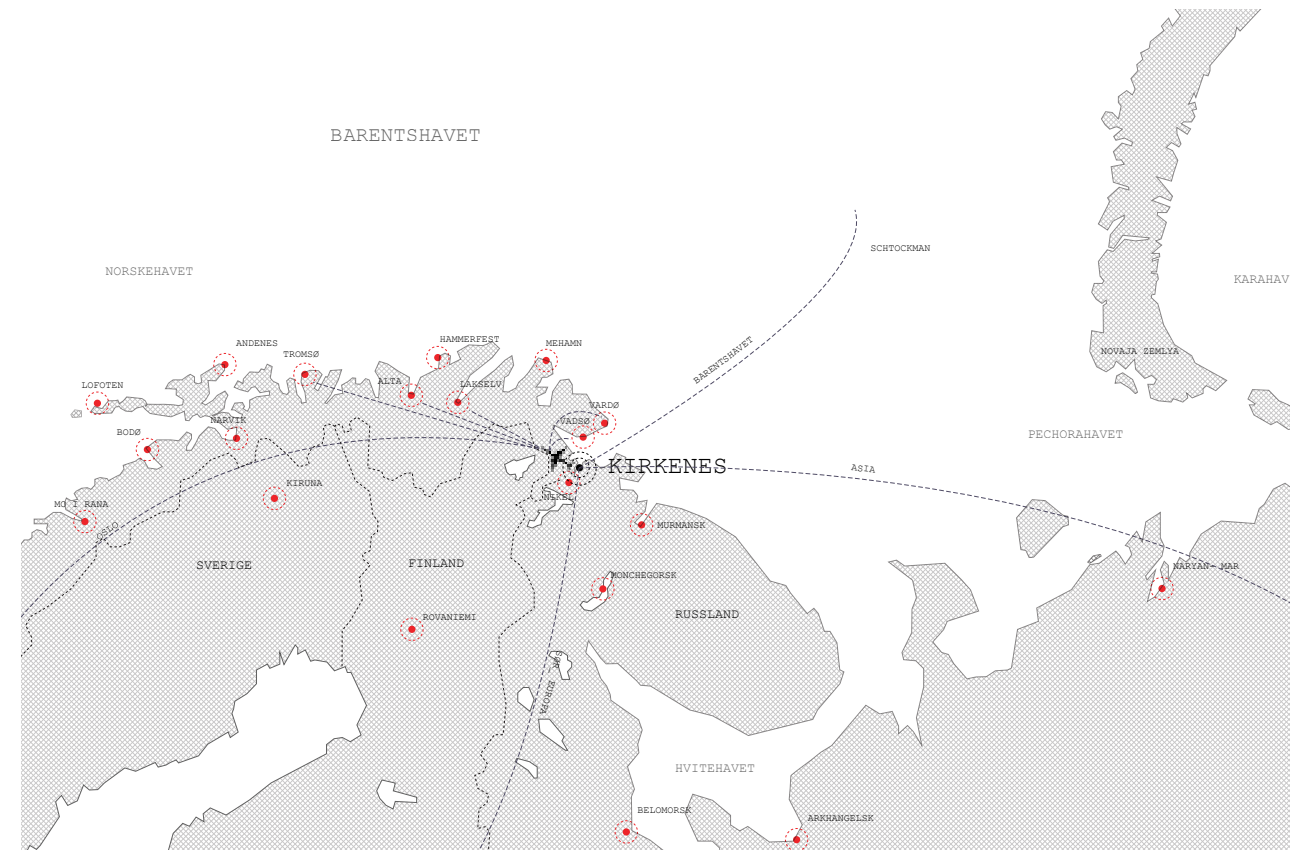 BARENTSHAVET
SCHTOCKMAN
NORSKEHAVET
KARAHAV
ANDENES
HAMMERFEST
MEHAMN
TROMSØ
BARENTSHAVET
NOVAJA ZEMLYA
LOFOTEN
ALTA
LAKSELV
VARDØ
NARVIK
VADSØ
BODØ
PECHORAHAVET
KIRKENES
ASIA
KIRUNA
NIKEL
MO I RANA
MURMANSK
OSLO
SVERIGE
FINLAND
MONCHEGORSK
NARYAN- MAR
ROVANIEMI
RUSSLAND
SØR - EUROPA
HVITEHAVET
BELOMORSK
ARKHANGELSK